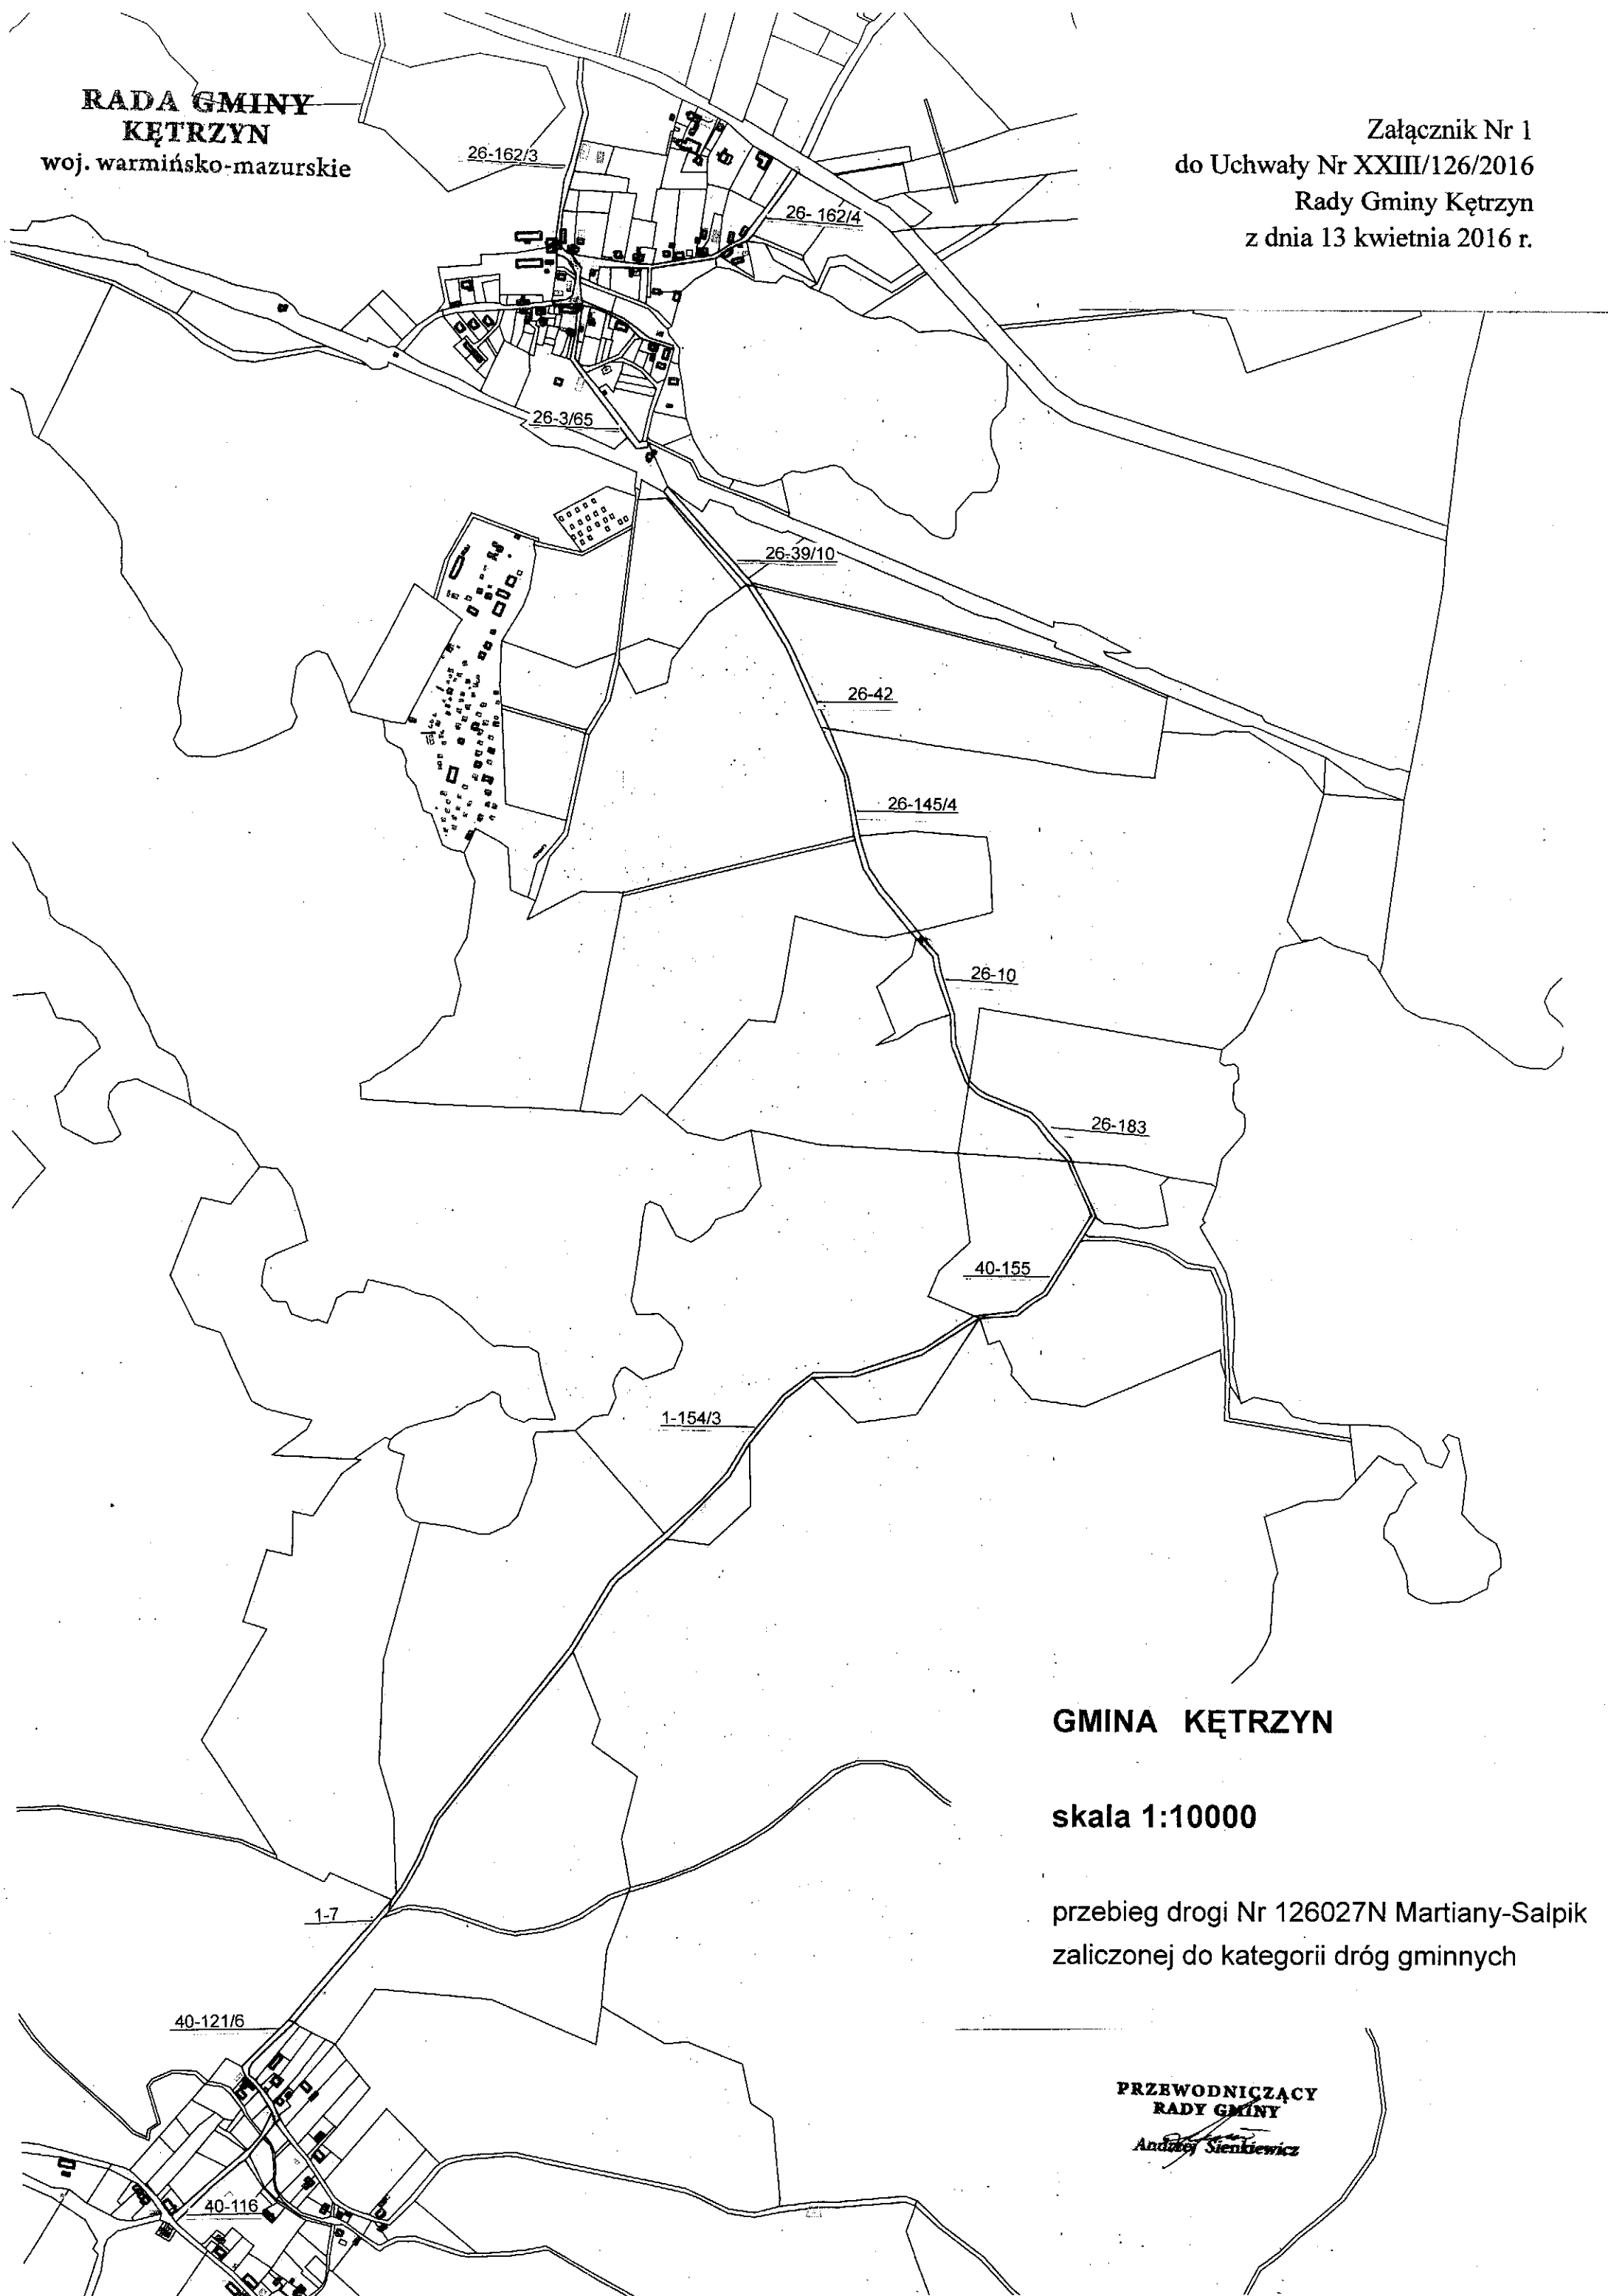 RADA GMINY
KĘTRZYN
woj. warmińsko-mazurskie
Załącznik Nr 1
do Uchwały Nr XXIII/126/2016
Rady Gminy Kętrzyn
z dnia 13 kwietnia 2016 r.
26-162/3
26- 162/4
26-3/65
26-39/10
26-42
26-145/4
26-10
26-183
40-155
1-154/3
1-7
40-121/6
40-116
GMINA KĘTRZYN
skala 1:10000
przebieg drogi Nr 126027N Martiany-Salpik
zaliczonej do kategorii dróg gminnych
PRZEWODNICZĄCY
RADY GMINY
Andrzej Sienkiewicz